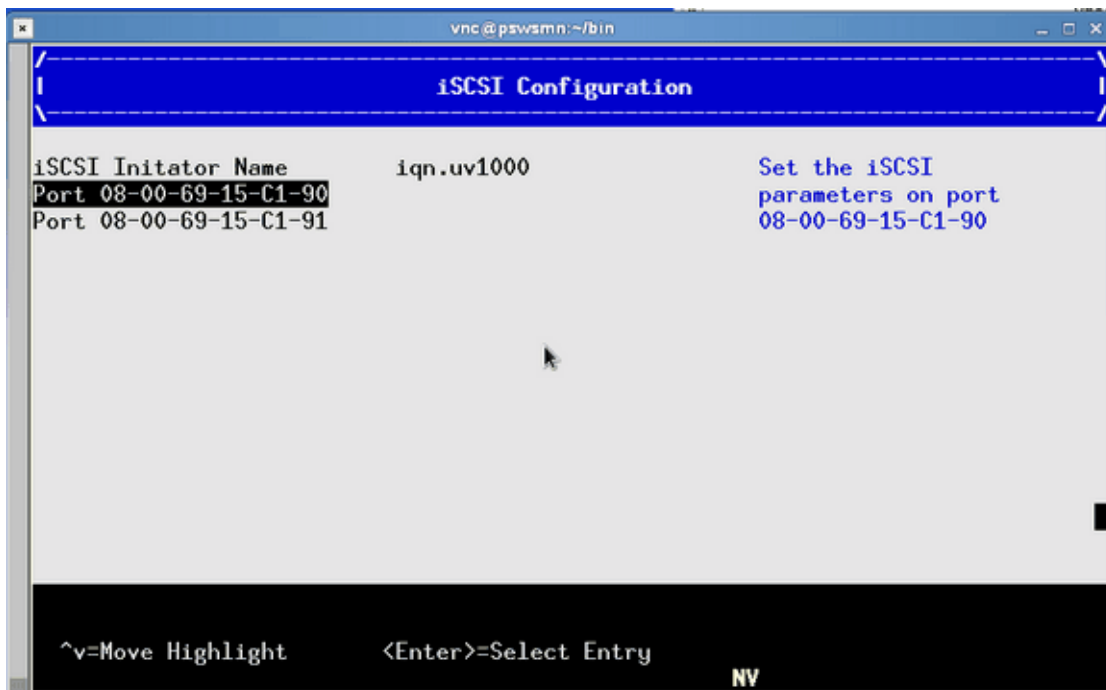 vnc@pswsmn:~/bin
iSCSI Configuration
iSCSI Initator Name iqn.uv1000 Set the iSCSI
Port 08-00-69-15-C1-90 parameters on port
Port 08-00-69-15-C1-91 08-00-69-15-C1-90
^v=Move Highlight <Enter>=Select Entry
NV